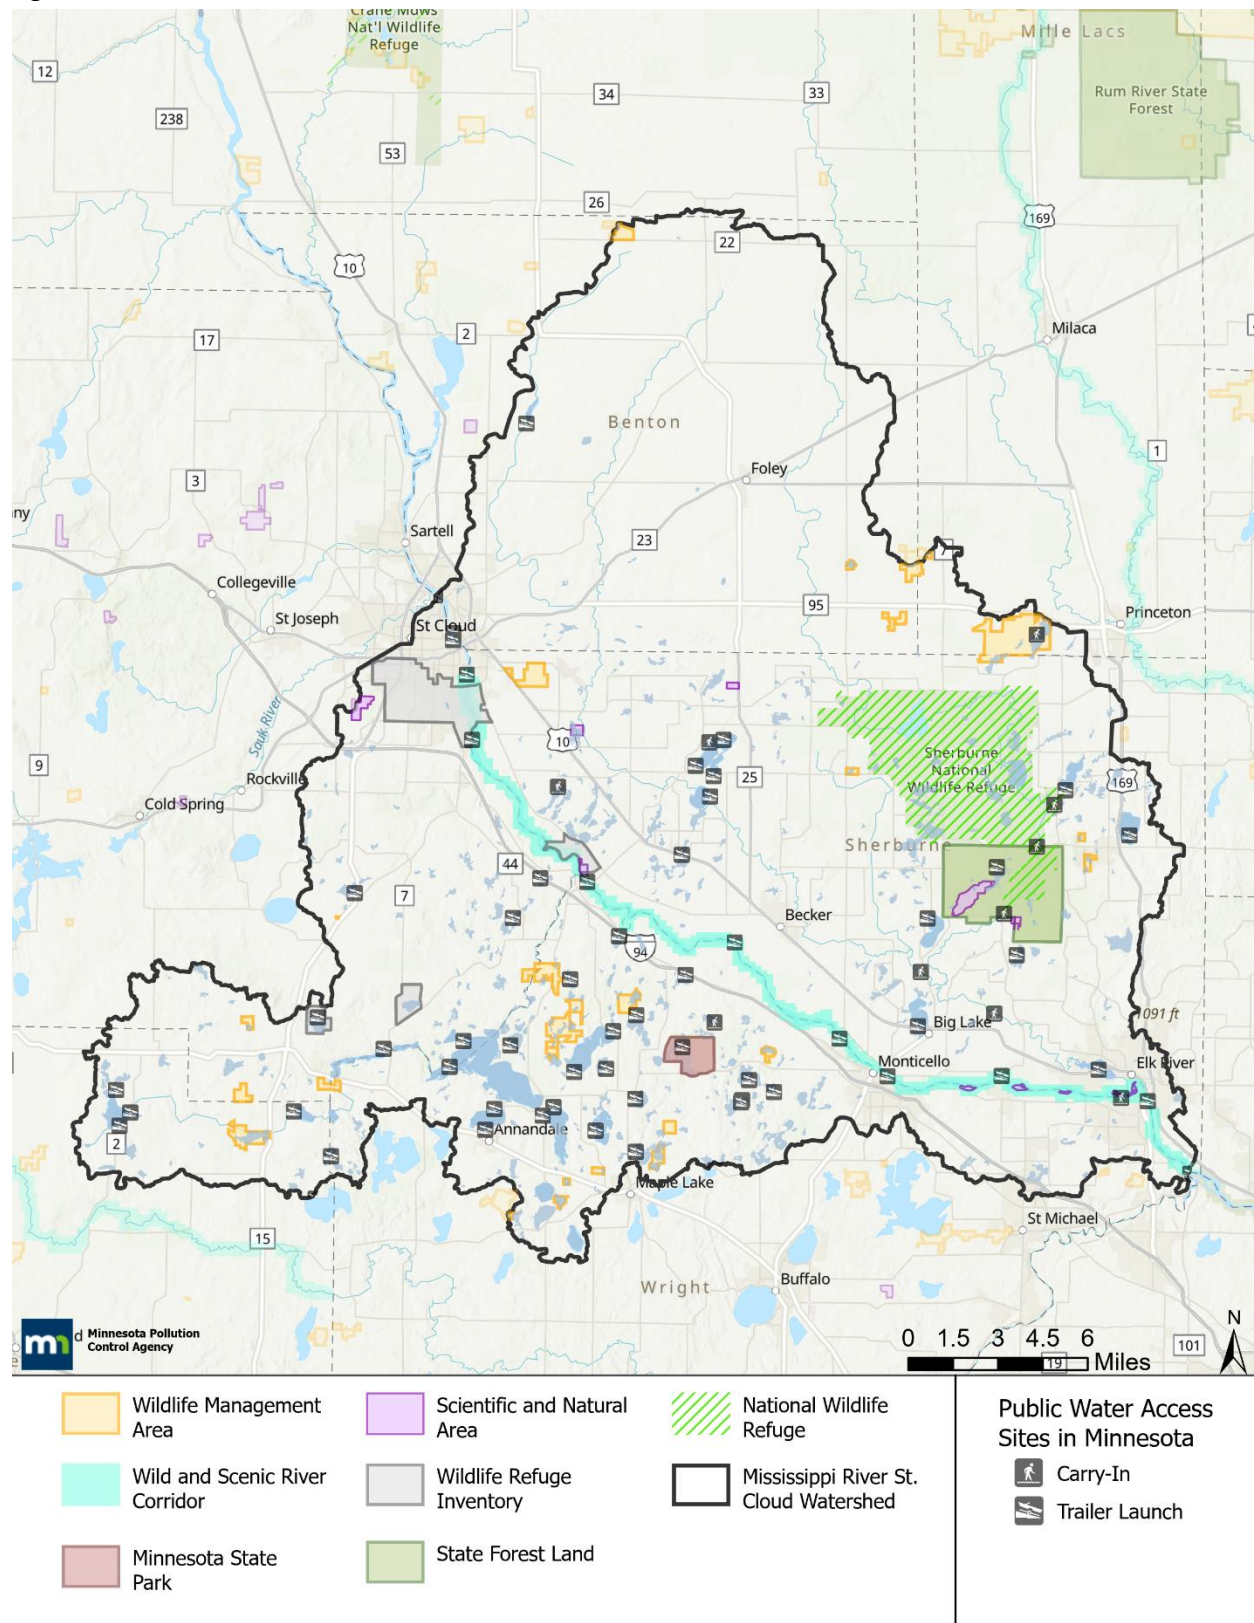 Crane Mdws
Nat'l Wildlife
Refuge
Mille Lacs
12
34
33
Rum River State
Forest
238
53
26
169
22
10
2
Milaca
17
Benton
1
Foley
3
ny
Sartell
23
7
Collegeville
95
Princeton
St Joseph
St Cloud
Sauk River
10
Sherburne
National
Wildlife Refuge
9
Rockville
25
169
Cold Spring
Sherburne
44
7
Becker
94
1091 ft
Big Lake
Elk River
Monticello
2
Annandale
Maple Lake
St Michael
15
Wright
Buffalo
d
Minnesota Pollution
Control Agency
0 1.5 3 4.5 6
Miles
N
19
101
Wildlife Management
Area
Scientific and Natural
Area
National Wildlife
Refuge
Wild and Scenic River
Corridor
Wildlife Refuge
Inventory
Mississippi River St.
Cloud Watershed
Minnesota State
Park
State Forest Land
Public Water Access
Sites in Minnesota
Carry-In
Trailer Launch